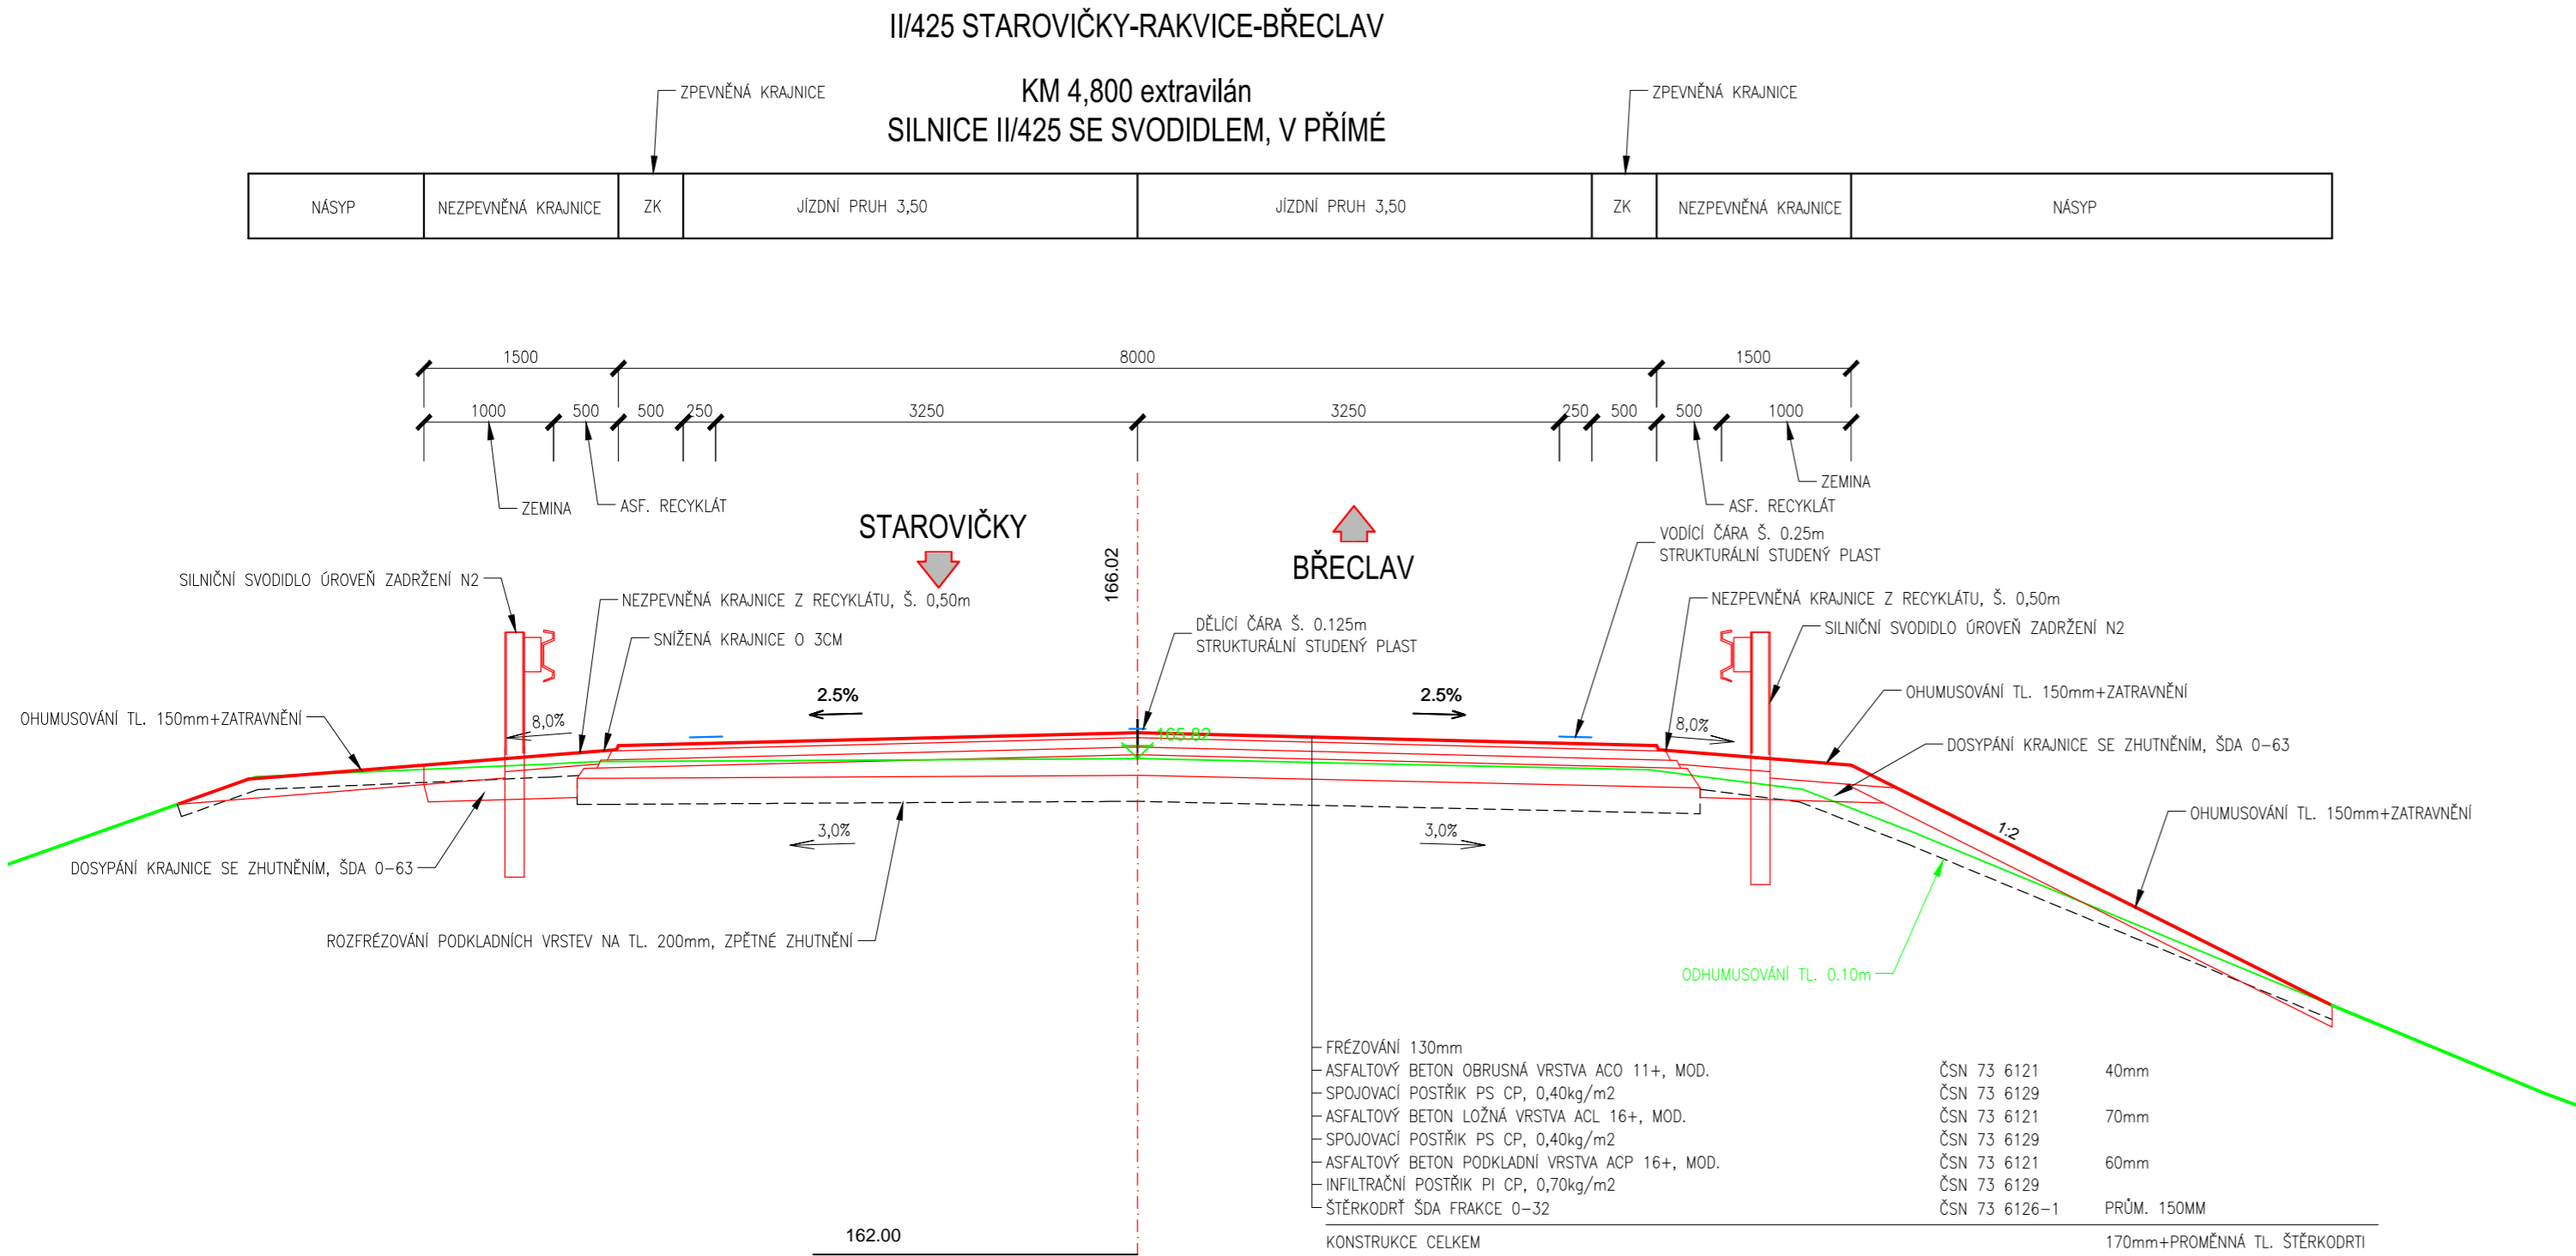 II/425 STAROVIČKY-RAKVICE-BŘECLAV
KM 4,800 extravilán
SILNICE II/425 SE SVODIDLEM, V PŘÍMÉ
ZPEVNĚNÁ KRAJNICE
ZPEVNĚNÁ KRAJNICE
NÁSYP
NEZPEVNĚNÁ KRAJNICE
ZK
JÍZDNÍ PRUH 3,50
JÍZDNÍ PRUH 3,50
ZK
NEZPEVNĚNÁ KRAJNICE
NÁSYP
1500
8000
1500
1000
500
500
250
3250
3250
250
500
500
1000
ZEMINA
ASF. RECYKLÁT
ZEMINA
ASF. RECYKLÁT
STAROVIČKY
BŘECLAV
166.02
VODÍCÍ ČÁRA Š. 0.25m
STRUKTURÁLNÍ STUDENÝ PLAST
SILNIČNÍ SVODIDLO ÚROVEŇ ZADRŽENÍ N2
NEZPEVNĚNÁ KRAJNICE Z RECYKLÁTU, Š. 0,50m
SNÍŽENÁ KRAJNICE O 3CM
DĚLÍCÍ ČÁRA Š. 0.125m
STRUKTURÁLNÍ STUDENÝ PLAST
NEZPEVNĚNÁ KRAJNICE Z RECYKLÁTU, Š. 0,50m
SILNIČNÍ SVODIDLO ÚROVEŇ ZADRŽENÍ N2
OHUMUSOVÁNÍ TL. 150mm+ZATRAVNĚNÍ
8,0%
2.5%
2.5%
165.82
8,0%
OHUMUSOVÁNÍ TL. 150mm+ZATRAVNĚNÍ
DOSYPÁNÍ KRAJNICE SE ZHUTNĚNÍM, ŠDA 0-63
OHUMUSOVÁNÍ TL. 150mm+ZATRAVNĚNÍ
1:2
3,0%
3,0%
DOSYPÁNÍ KRAJNICE SE ZHUTNĚNÍM, ŠDA 0-63
ROZFRÉZOVÁNÍ PODKLADNÍCH VRSTEV NA TL. 200mm, ZPĚTNÉ ZHUTNĚNÍ
ODHUMUSOVÁNÍ TL. 0.10m
FRÉZOVÁNÍ 130mm
ASFALTOVÝ BETON OBRUSNÁ VRSTVA ACO 11+, MOD. ČSN 73 6121 40mm
SPOJOVACÍ POSTŘIK PS CP, 0,40kg/m2 ČSN 73 6129
ASFALTOVÝ BETON LOŽNÁ VRSTVA ACL 16+, MOD. ČSN 73 6121 70mm
SPOJOVACÍ POSTŘIK PS CP, 0,40kg/m2 ČSN 73 6129
ASFALTOVÝ BETON PODKLADNÍ VRSTVA ACP 16+, MOD. ČSN 73 6121 60mm
INFILTRAČNÍ POSTŘIK PI CP, 0,70kg/m2 ČSN 73 6129
ŠTĚRKODRŤ ŠDA FRAKCE 0-32 ČSN 73 6126-1 PRŮM. 150MM
KONSTRUKCE CELKEM 170mm+PROMĚNNÁ TL. ŠTĚRKODRTI
162.00